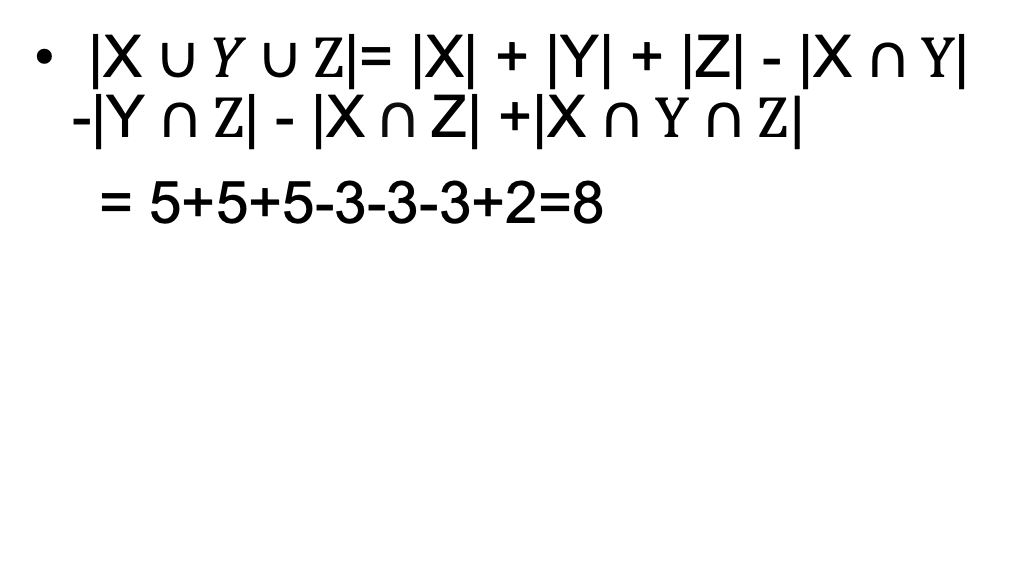 • |X ∪ 𝑌 ∪ Z|= |X| + |Y| + |Z| - |X ∩ Y|
-|Y ∩ Z| - |X ∩ Z| +|X ∩ Y ∩ Z|
= 5+5+5-3-3-3+2=8